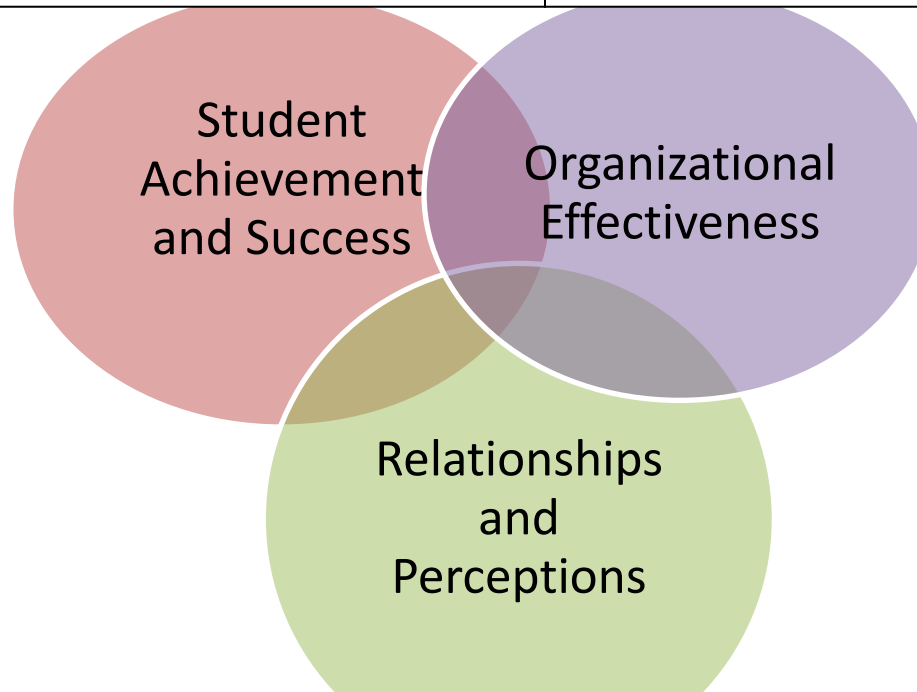 Student
Achievement
and Success
Organizational
Effectiveness
Relationships
and
Perceptions